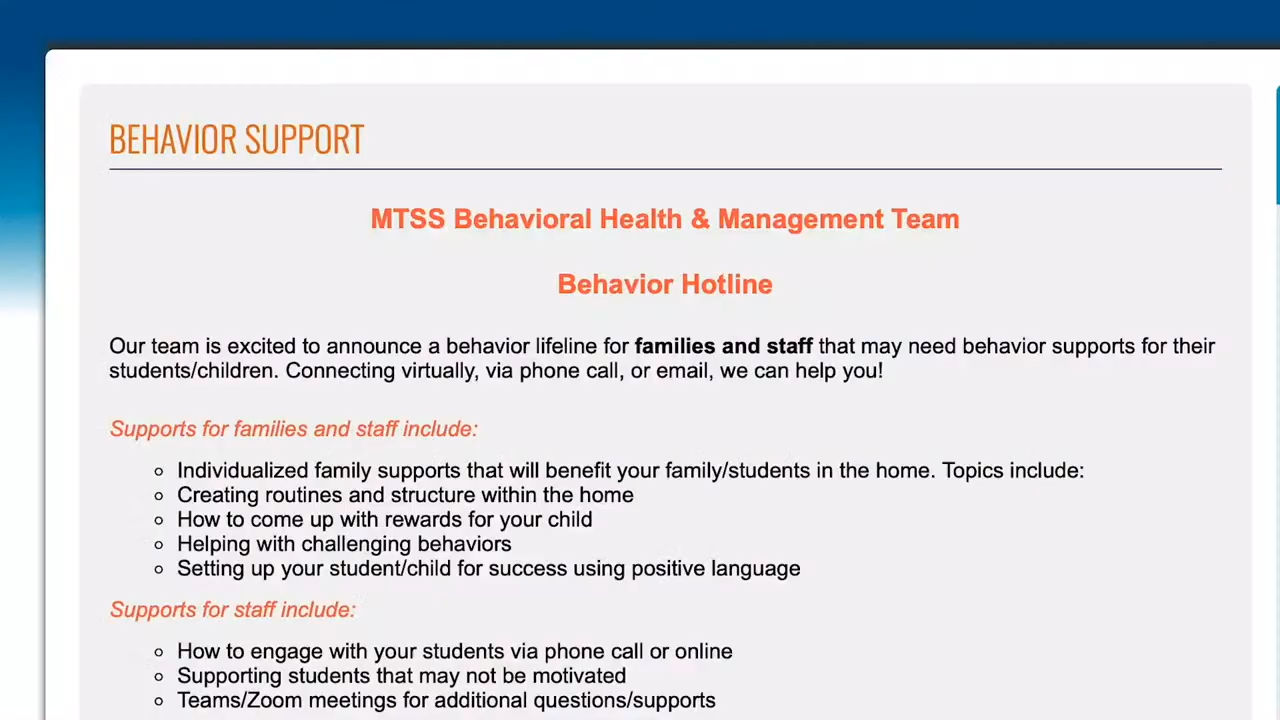 BEHAVIOR SUPPORT
MTSS Behavioral Health & Management Team
Behavior Hotline
Our team is excited to announce a behavior lifeline for families and staff that may need behavior supports for their
students/children. Connecting virtually, via phone call, or email, we can help you!
Supports for families and staff include:
Individualized family supports that will benefit your family/students in the home. Topics include:
Creating routines and structure within the home
How to come up with rewards for your child
Helping with challenging behaviors
Setting up your student/child for success using positive language
Supports for staff include:
How to engage with your students via phone call or online
Supporting students that may not be motivated
Teams/Zoom meetings for additional questions/supports